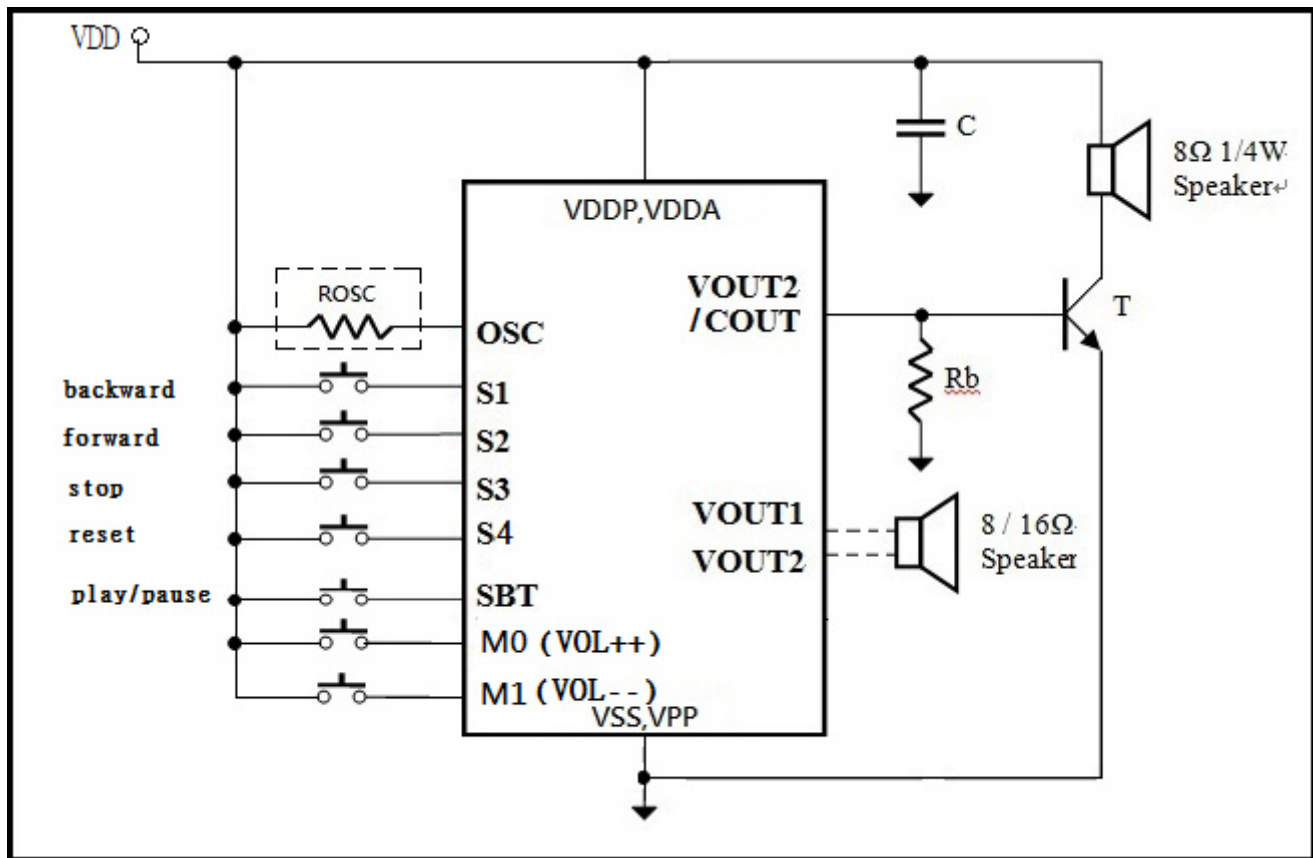 VDD
C
8Ω 1/4W
Speaker↵
VDDP,VDDA
ROSC
VOUT2
/COUT
OSC
T
backward
S1
Rb
forward
S2
stop
S3
VOUT1
8 / 16Ω
Speaker
reset
S4
VOUT2
play/pause
SBT
M0 (VOL++)
M1 (VOL--)
VSS,VPP